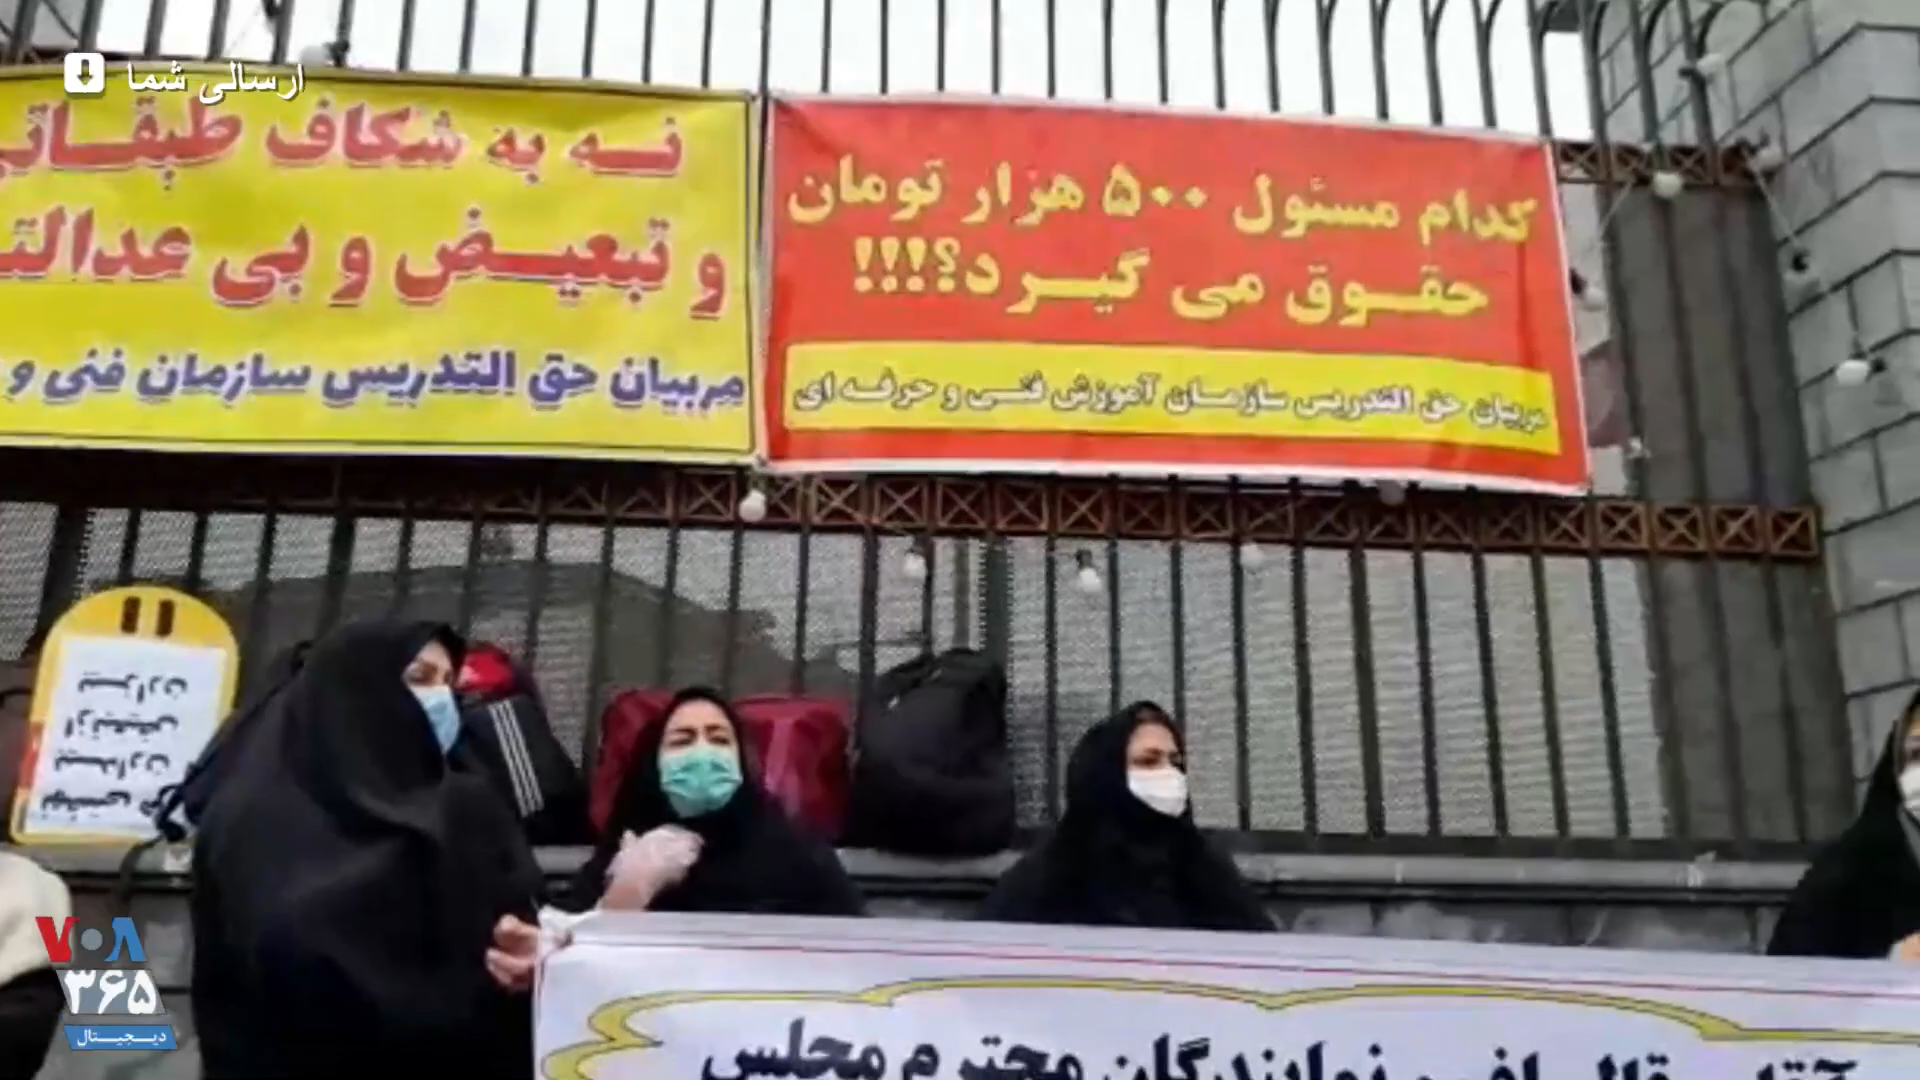 ارسالی شما
نه به شکاف طبقاتی
و تبعیض و بی عدالتی
مربیان حق التدریس سازمان فنی و
کدام مسئول ۵۰۰ هزار تومان
حقوق می گیرد؟!!!
مربیان حق التدریس سازمان آموزش فنی و حرفه ای
نمایندگان محترم مجلس
VOA
۳۶۵
دیجیتال